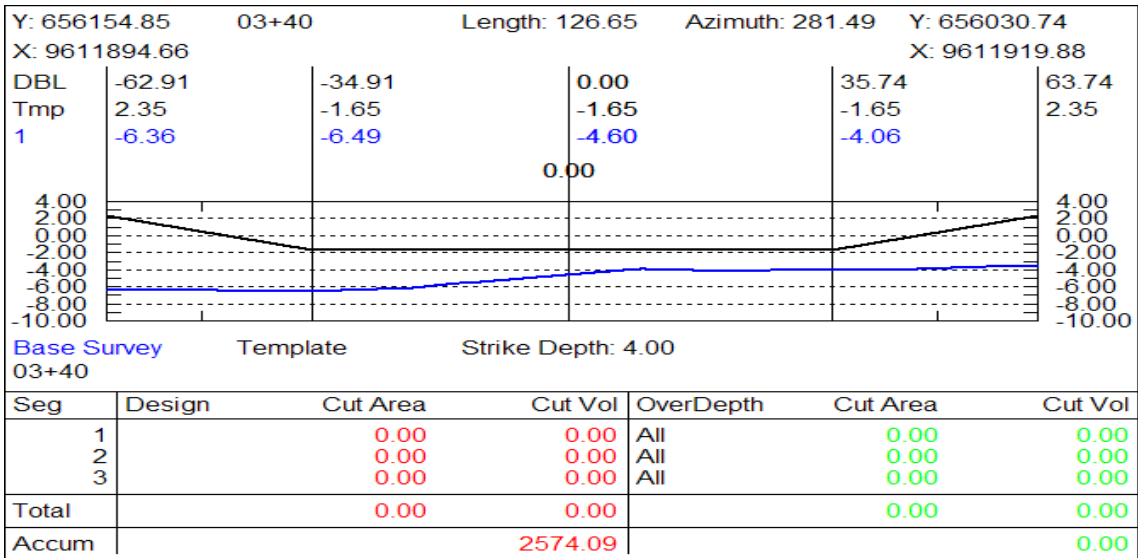 Y: 656154.85 03+40 Length: 126.65 Azimuth: 281.49 Y: 656030.74
X: 9611894.66 X: 9611919.88
DBL -62.91 -34.91 0.00 35.74 63.74
Tmp 2.35 -1.65 -1.65 -1.65 2.35
1 -6.36 -6.49 -4.60 -4.06
0.00
4.00 4.00
2.00 2.00
0.00 0.00
-2.00 -2.00
-4.00 -4.00
-6.00 -6.00
-8.00 -8.00
-10.00 -10.00
Base Survey Template Strike Depth: 4.00
03+40
Seg Design Cut Area Cut Vol OverDepth Cut Area Cut Vol
1 0.00 0.00 All 0.00 0.00
2 0.00 0.00 All 0.00 0.00
3 0.00 0.00 All 0.00 0.00
Total 0.00 0.00 0.00 0.00
Accum 2574.09 0.00